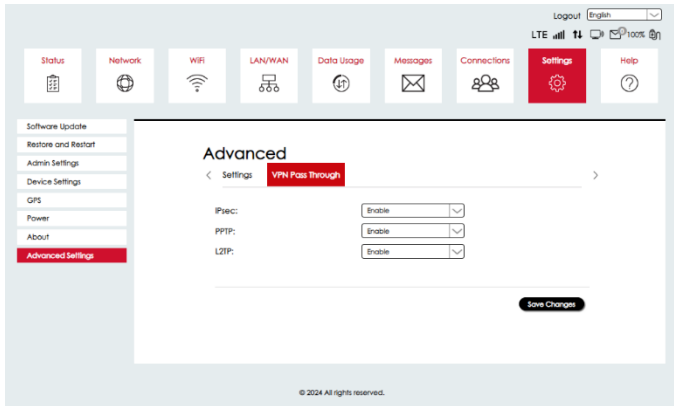 Logout English
LTE 100%
Status Network WiFi LAN/WAN Data Usage Messages Connections Settings Help
Software Update
Restore and Restart
Admin Settings
Device Settings
GPS
Power
About
Advanced Settings
Advanced
Settings VPN Pass Through
IPsec: Enable
PPTP: Enable
L2TP: Enable
Save Changes
© 2024 All rights reserved.